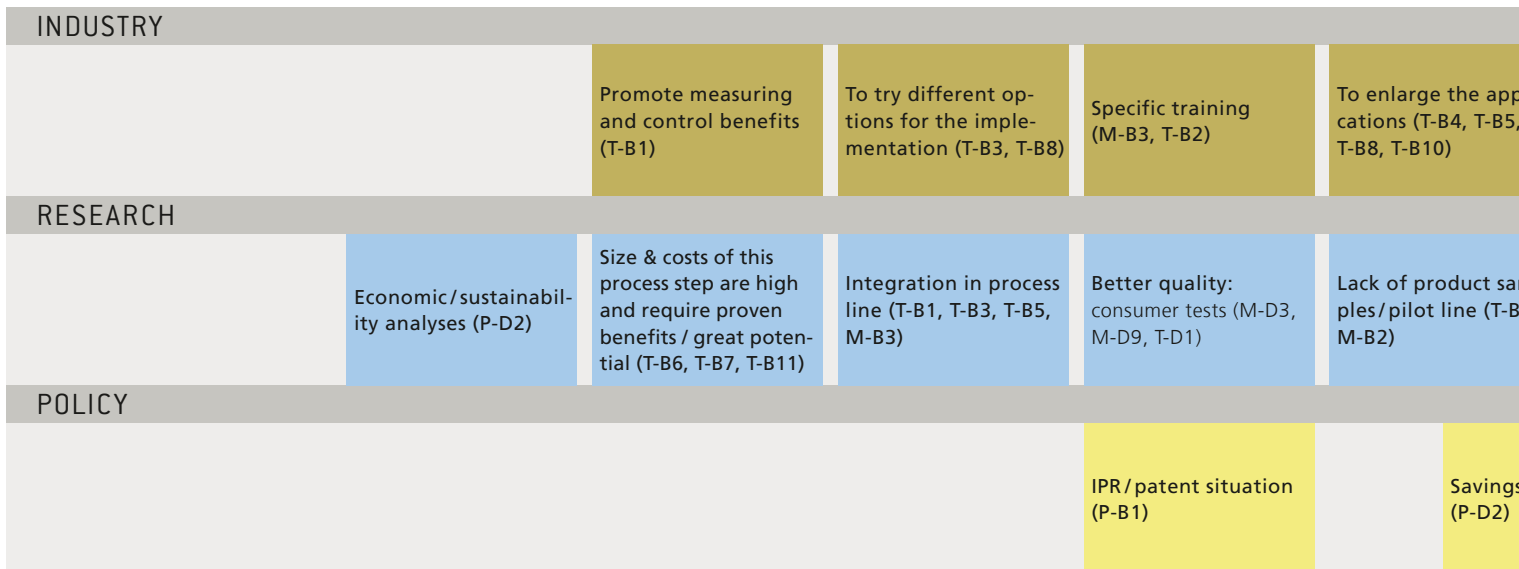 INDUSTRY
Promote measuring
and control benefits
(T-B1)
To try different op-
tions for the imple-
mentation (T-B3, T-B8)
Specific training
(M-B3, T-B2)
To enlarge the app
cations (T-B4, T-B5,
T-B8, T-B10)
RESEARCH
Economic/sustainabil-
ity analyses (P-D2)
Size & costs of this
process step are high
and require proven
benefits / great poten-
tial (T-B6, T-B7, T-B11)
Integration in process
line (T-B1, T-B3, T-B5,
M-B3)
Better quality:
consumer tests (M-D3,
M-D9, T-D1)
Lack of product
ples/pilot line
M-B2)
POLICY
IPR/patent situation
(P-B1)
Savings
(P-D2)